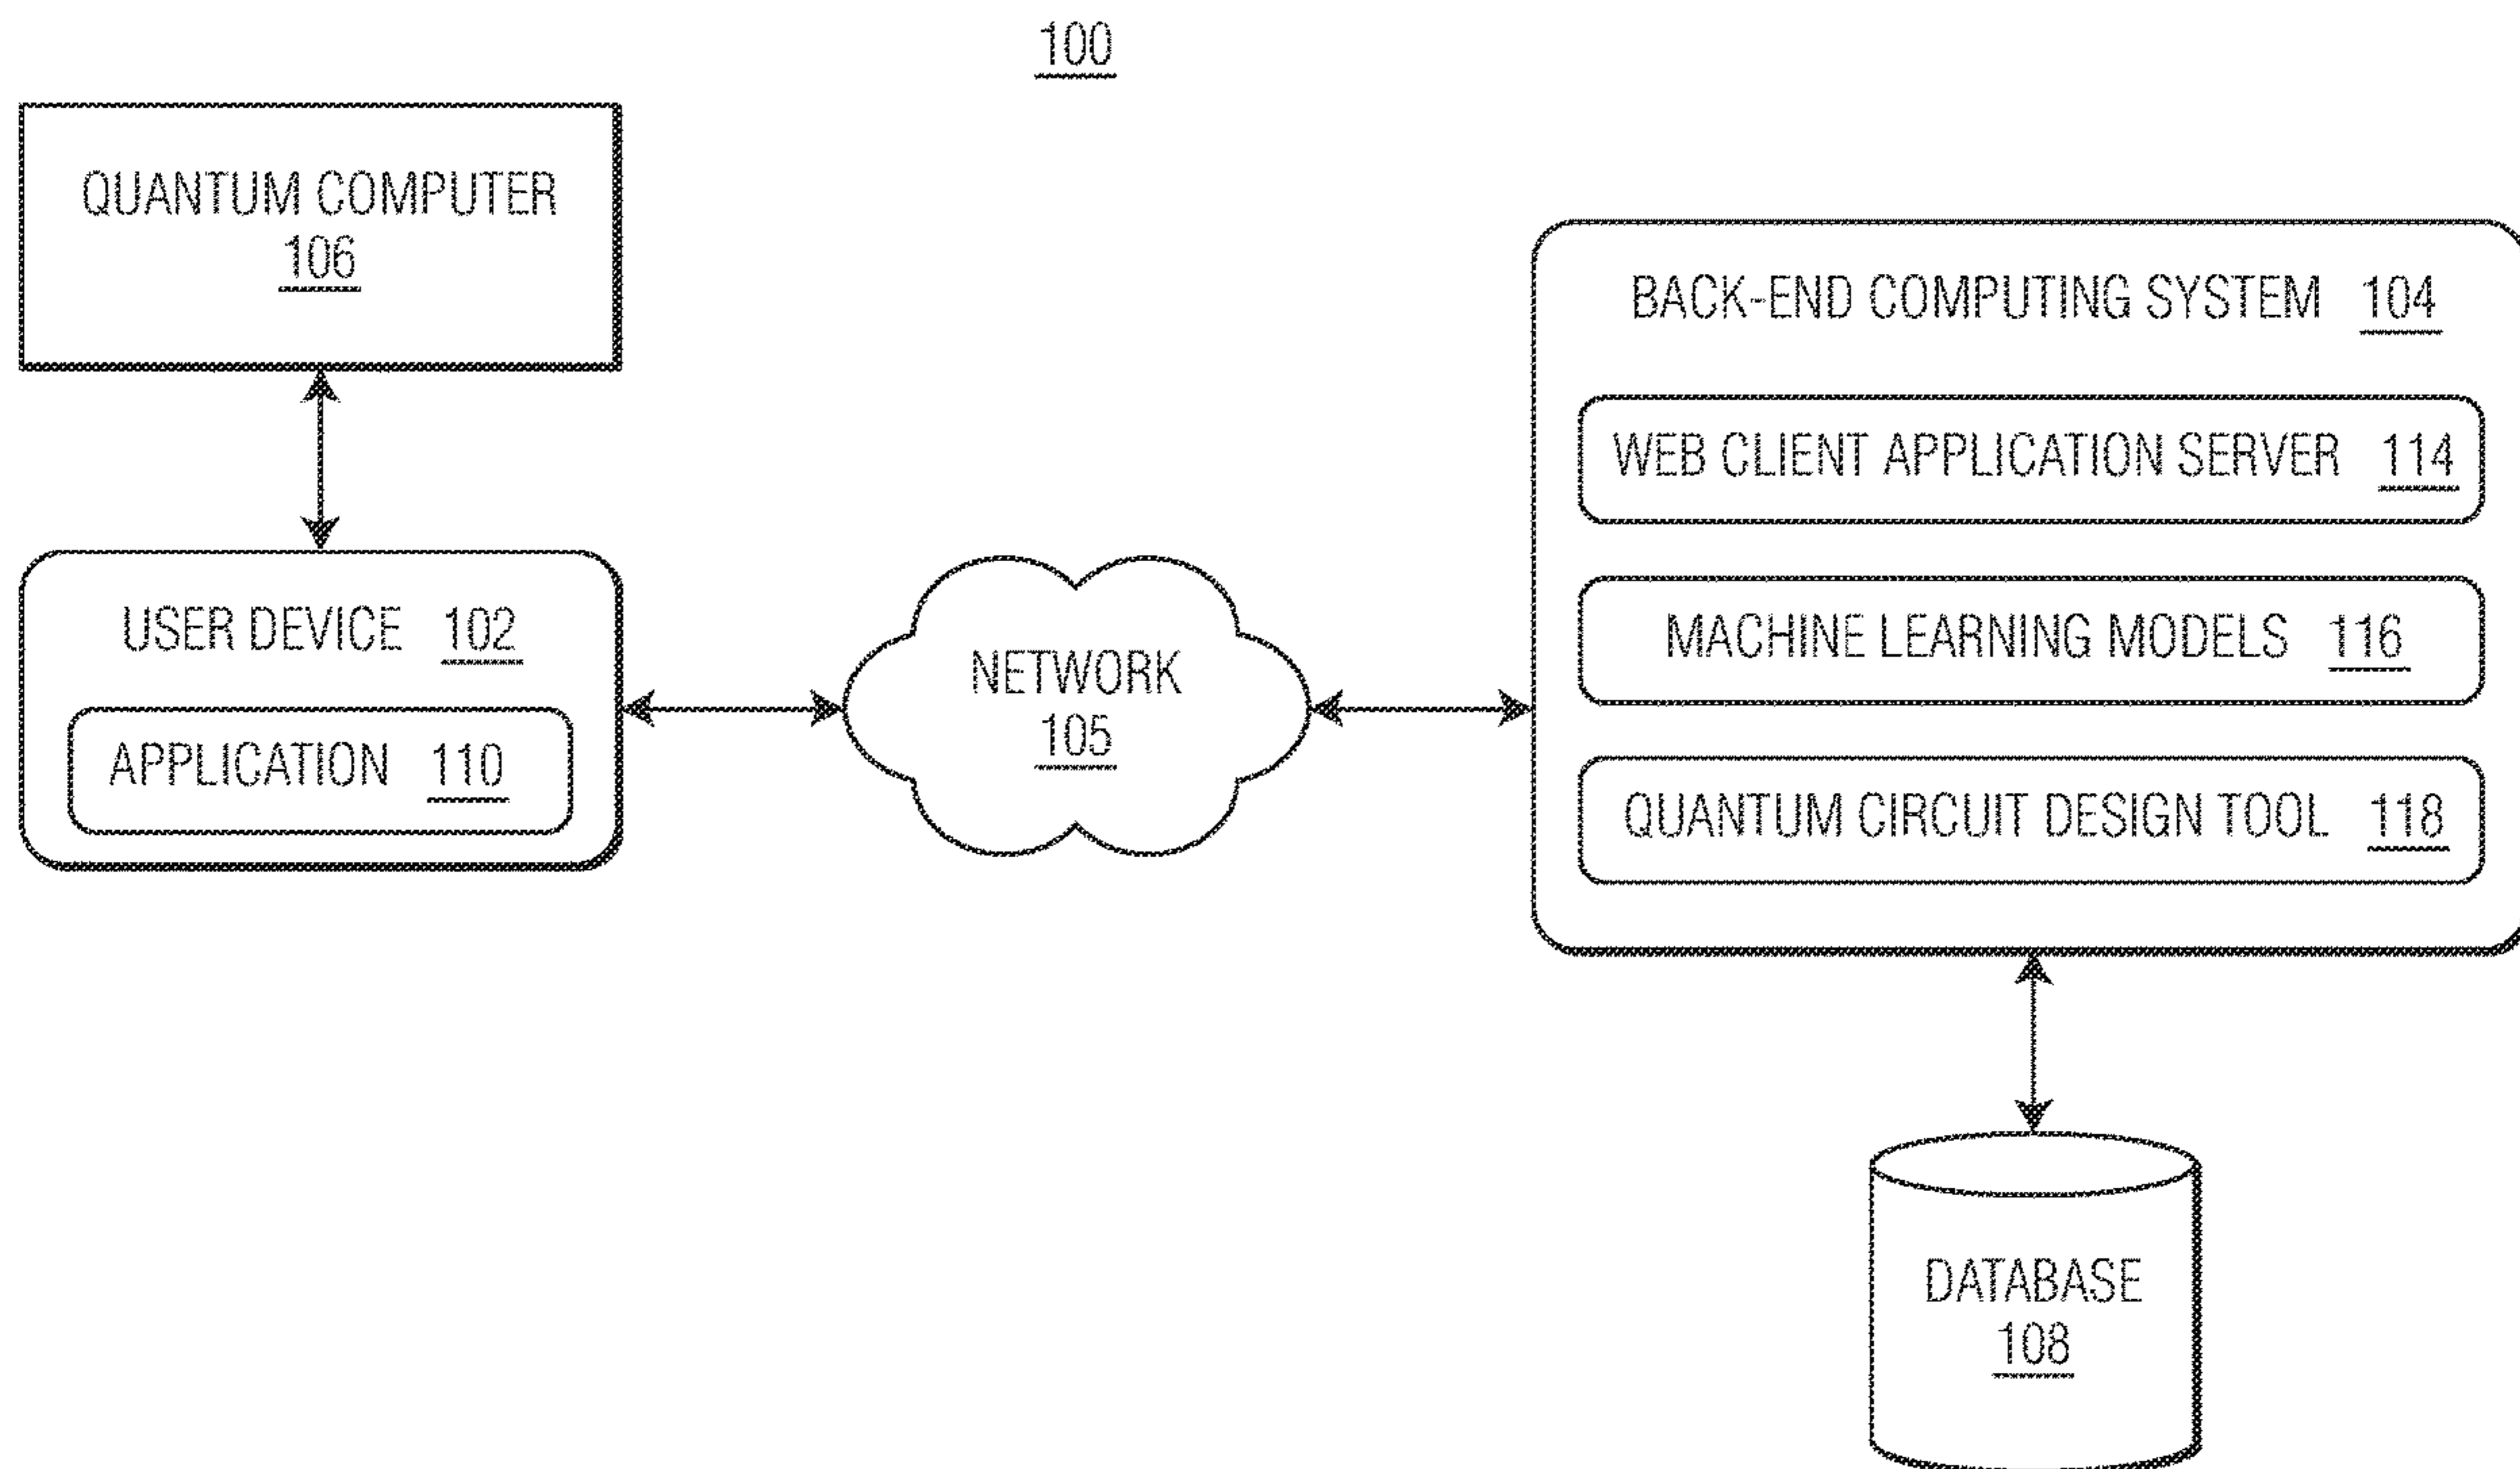 100
QUANTUM COMPUTER
106
BACK-END COMPUTING SYSTEM 104
WEB CLIENT APPLICATION SERVER 114
USER DEVICE 102
MACHINE LEARNING MODELS 116
NETWORK
105
APPLICATION 110
QUANTUM CIRCUIT DESIGN TOOL 118
DATABASE
108